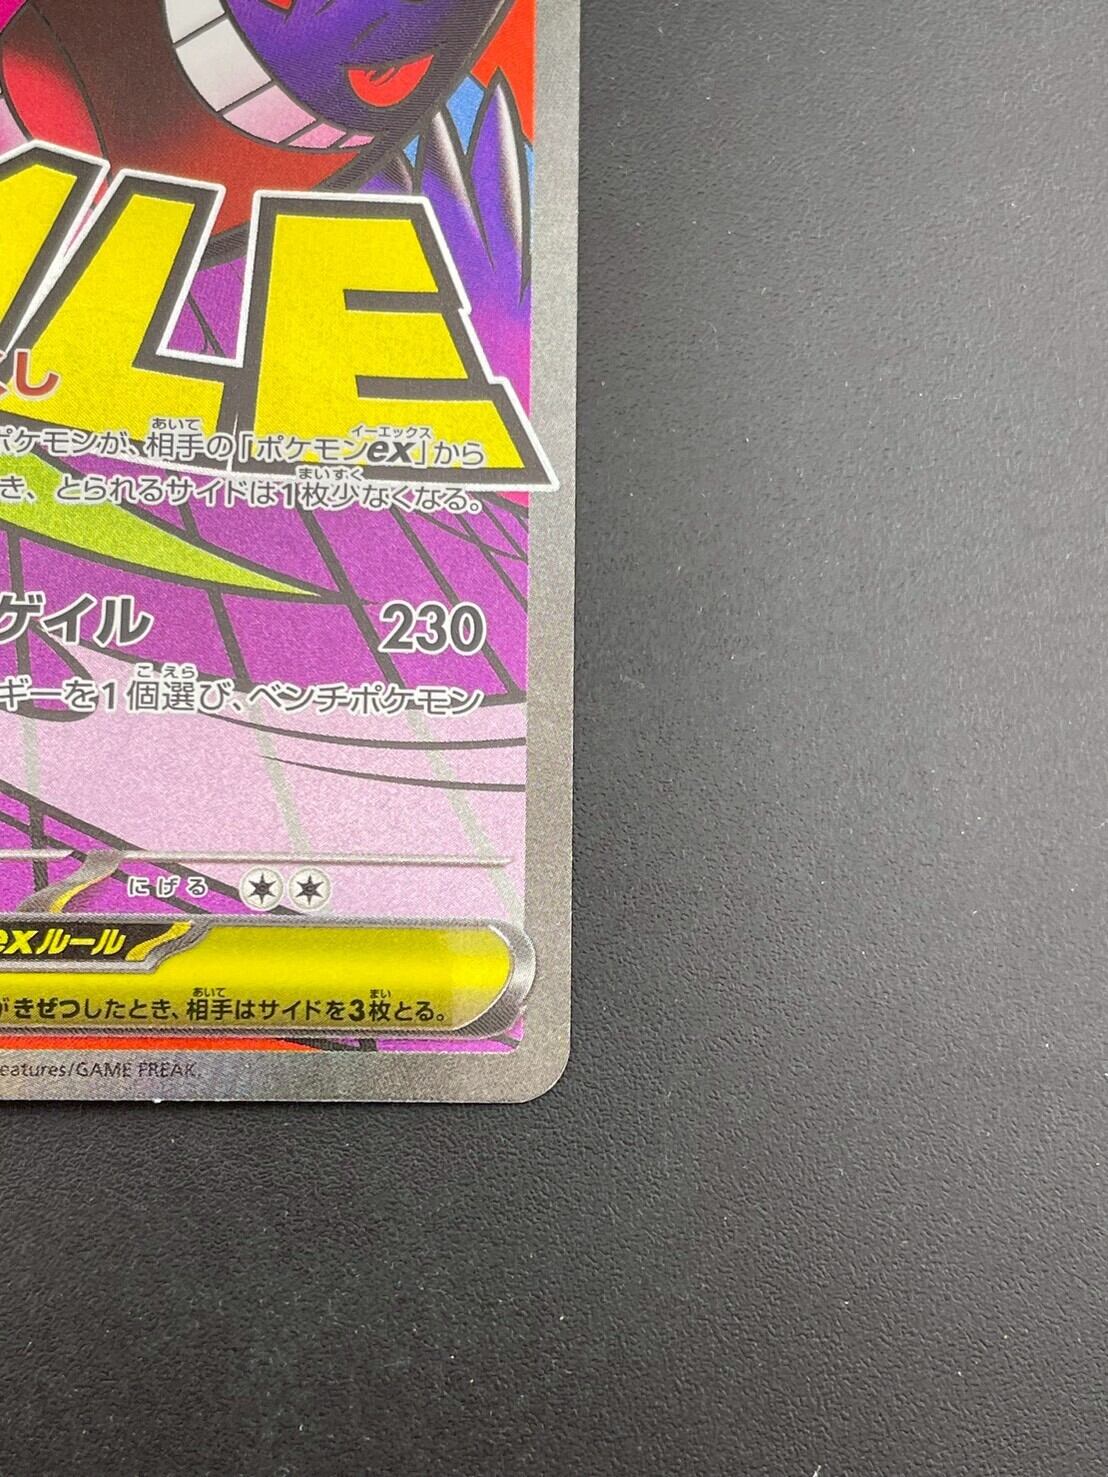 ALE
くし
ポケモンが、相手の「ポケモンex」から
き、とられるサイドは1枚少なくなる。
ゲイル 230
ギーを1個選び、ベンチポケモン
にげる
exルール
がきぜつしたとき、相手はサイドを3枚とる。
eatures/GAME FREAK.